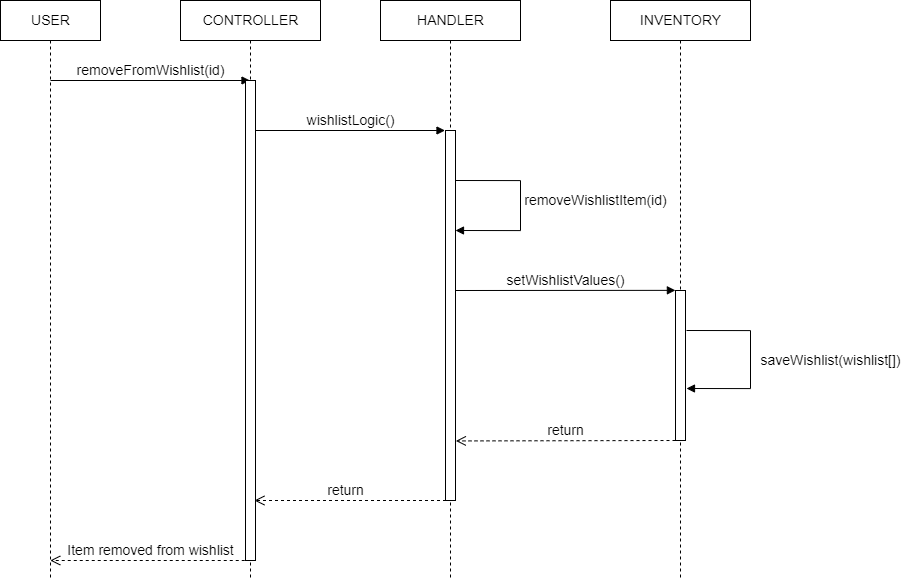 USER
CONTROLLER
HANDLER
INVENTORY
removeFromWishlist(id)
wishlistLogic()
removeWishlistItem(id)
setWishlistValues()
saveWishlist(wishlist[])
return
return
Item removed from wishlist